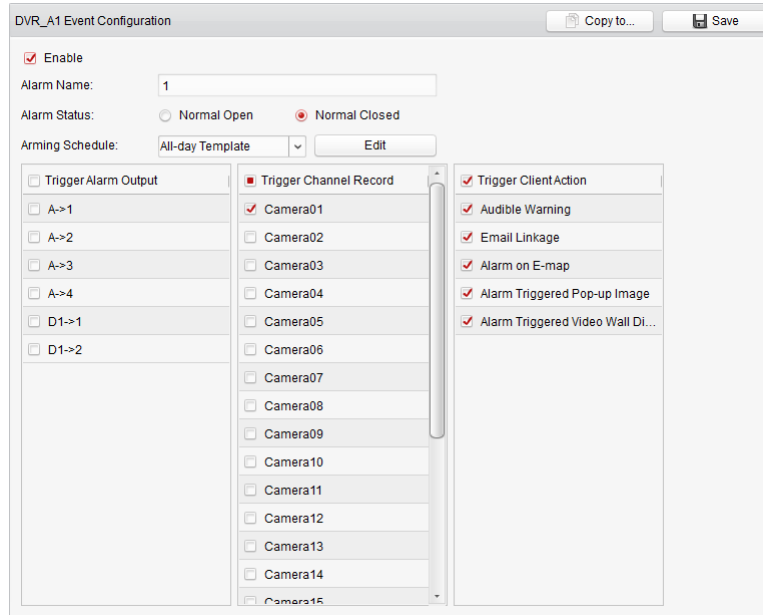 DVR_A1 Event Configuration Copy to... Save
Enable
Alarm Name: 1
Alarm Status: Normal Open Normal Closed
Arming Schedule: All-day Template Edit
Trigger Alarm Output
A->1
A->2
A->3
A->4
D1->1
D1->2
Trigger Channel Record
Camera01
Camera02
Camera03
Camera04
Camera05
Camera06
Camera07
Camera08
Camera09
Camera10
Camera11
Camera12
Camera13
Camera14
Camera15
Trigger Client Action
Audible Warning
Email Linkage
Alarm on E-map
Alarm Triggered Pop-up Image
Alarm Triggered Video Wall Di...